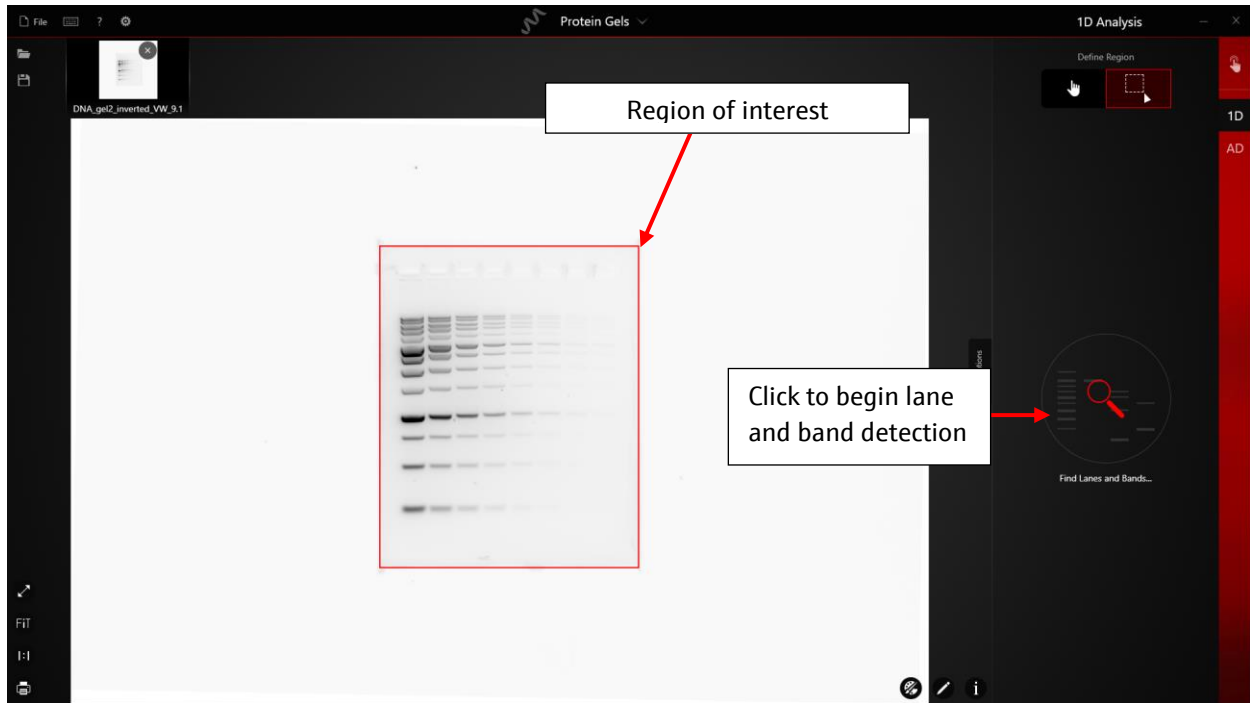 File ? Protein Gels 1D Analysis
DNA_gel2_inverted_VW_9.1
Define Region
1D
AD
Region of interest
Click to begin lane
and band detection
Find Lanes and Bands...
FiT
1:1
i